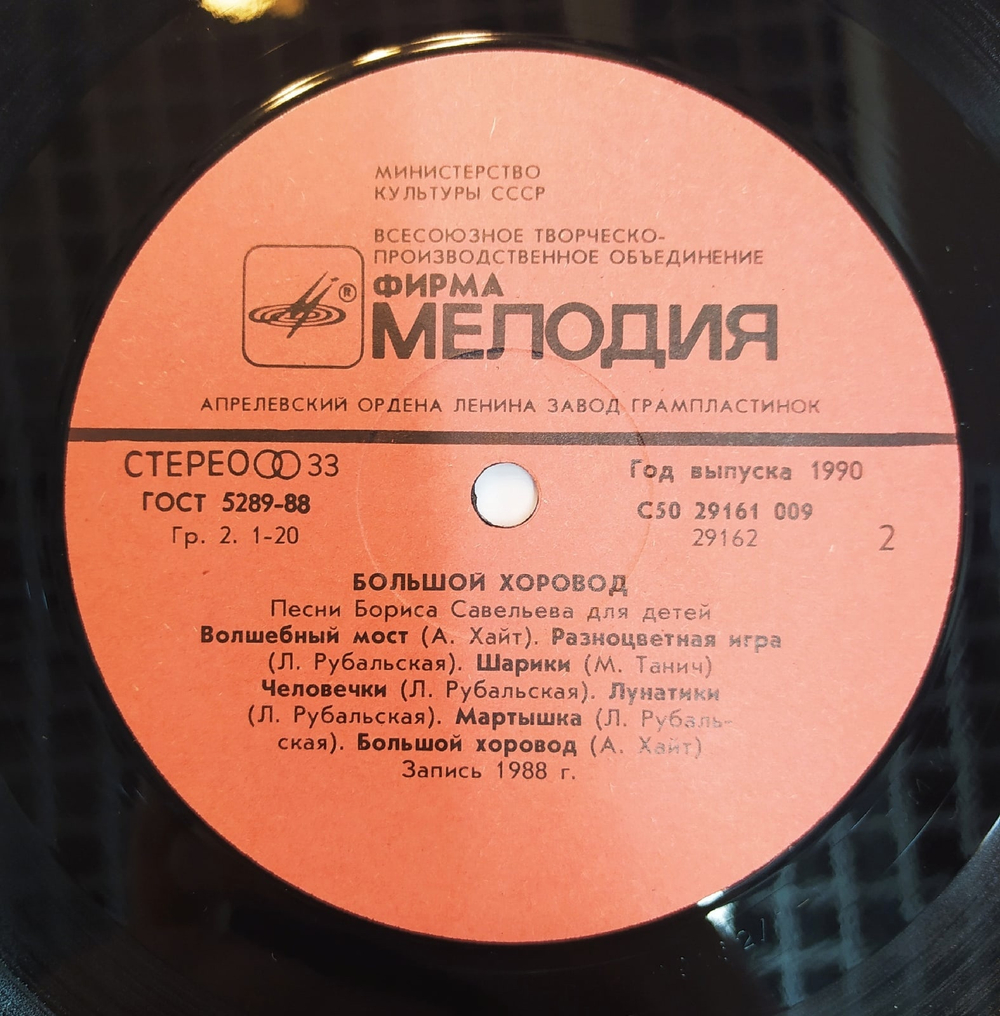 МИНИСТЕРСТВО
КУЛЬТУРЫ СССР
ВСЕСОЮЗНОЕ ТВОРЧЕСКО-
ПРОИЗВОДСТВЕННОЕ ОБЪЕДИНЕНИЕ
ФИРМА
®
МЕЛОДИЯ
АПРЕЛЕВСКИЙ ОРДЕНА ЛЕНИНА ЗАВОД ГРАМПЛАСТИНОК
СТЕРЕО 33
ГОСТ 5289-88
Гр. 2. 1-20
Год выпуска 1990
С50 29161 009
29162
2
БОЛЬШОЙ ХОРОВОД
Песни Бориса Савельева для детей
Волшебный мост (А. Хайт). Разноцветная игра
(Л. Рубальская). Шарики (М. Танич)
Человечки (Л. Рубальская). Лунатики
(Л. Рубальская). Мартышка (Л. Рубаль-
ская). Большой хоровод (А. Хайт)
Запись 1988 г.